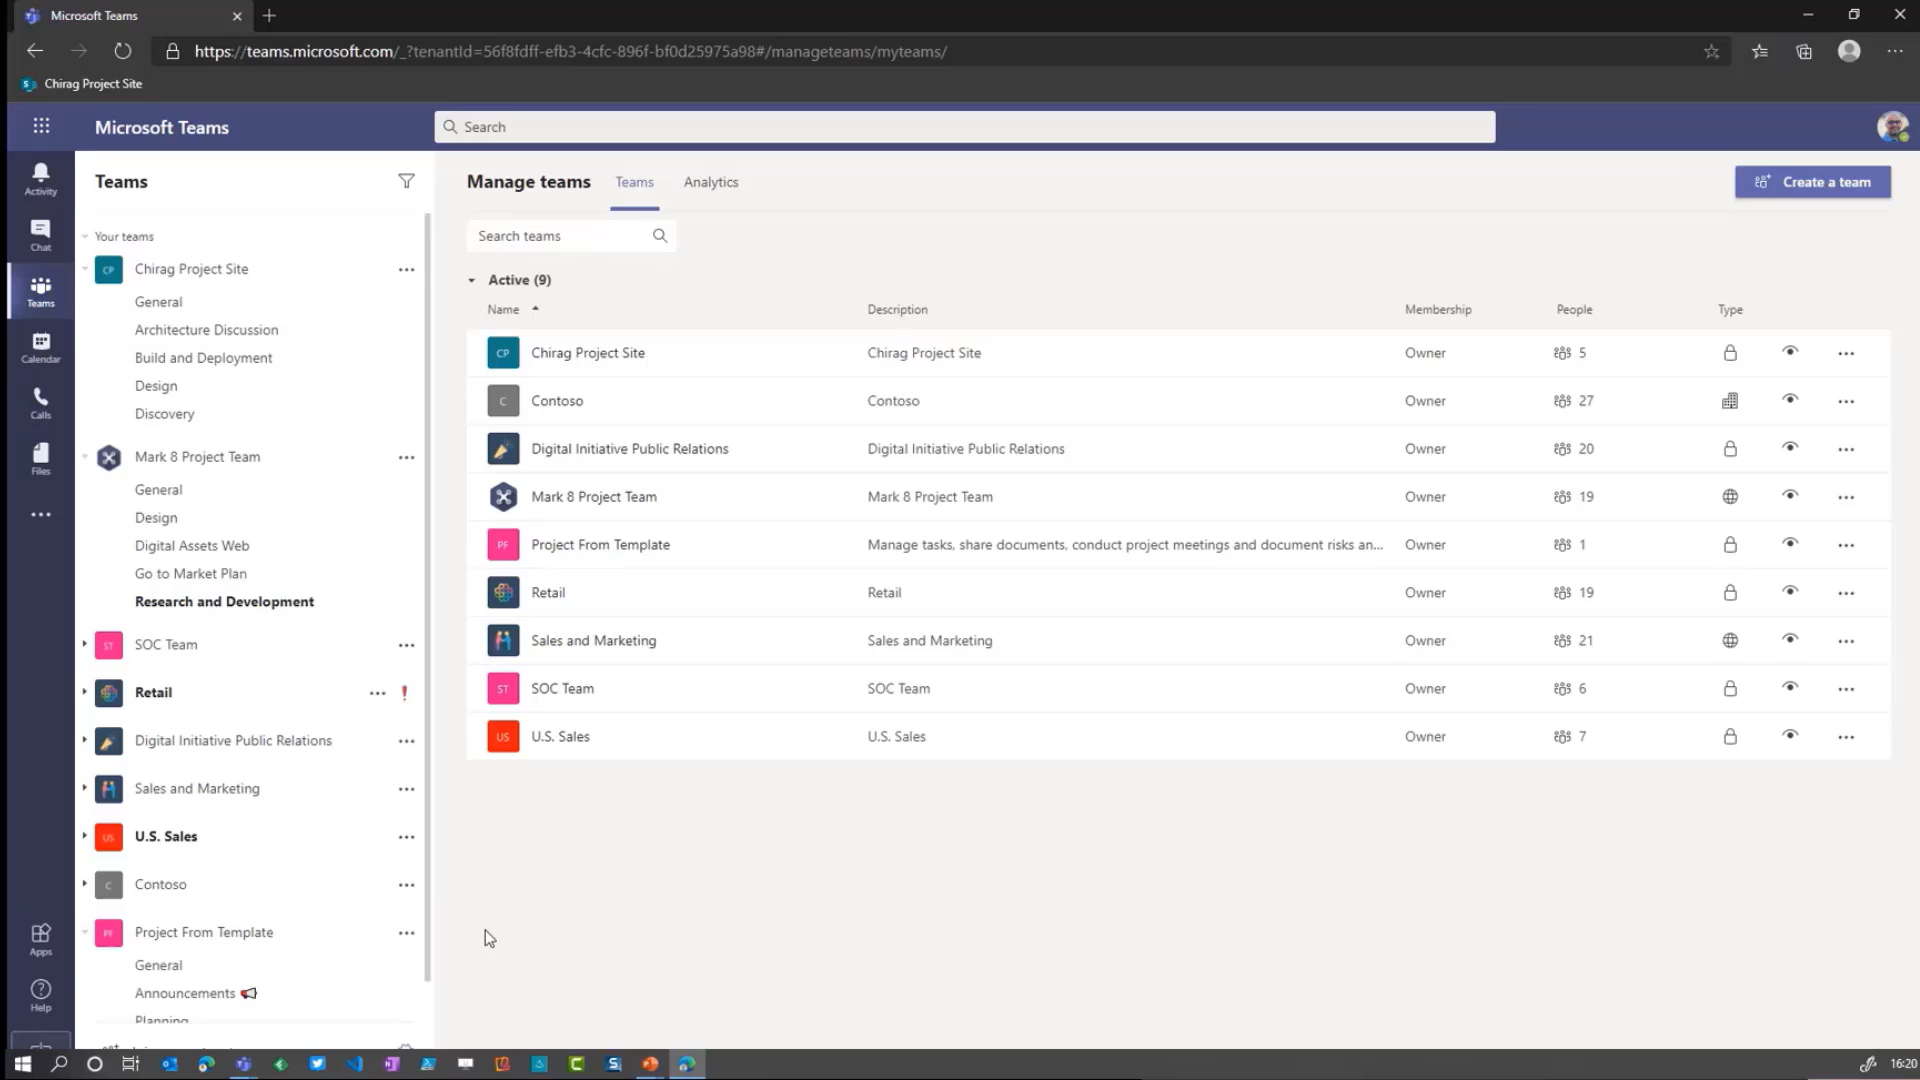 Microsoft Teams
https://teams.microsoft.com/_?tenantId=56f8fdff-efb3-4cfc-896f-bf0d25975a98#/manageteams/myteams/
Chirag Project Site
Microsoft Teams
Search
Activity
Chat
Teams
Calendar
Calls
Files
Apps
Help
Teams
Your teams
CP Chirag Project Site
General
Architecture Discussion
Build and Deployment
Design
Discovery
Mark 8 Project Team
General
Design
Digital Assets Web
Go to Market Plan
Research and Development
ST SOC Team
Retail
Digital Initiative Public Relations
Sales and Marketing
US U.S. Sales
C Contoso
PF Project From Template
General
Announcements
Planning
Manage teams Teams Analytics
Create a team
Search teams
Active (9)
Name Description Membership People Type
CP Chirag Project Site Chirag Project Site Owner 5
C Contoso Contoso Owner 27
Digital Initiative Public Relations Digital Initiative Public Relations Owner 20
Mark 8 Project Team Mark 8 Project Team Owner 19
PF Project From Template Manage tasks, share documents, conduct project meetings and document risks an... Owner 1
Retail Retail Owner 19
Sales and Marketing Sales and Marketing Owner 21
ST SOC Team SOC Team Owner 6
US U.S. Sales U.S. Sales Owner 7
16:20